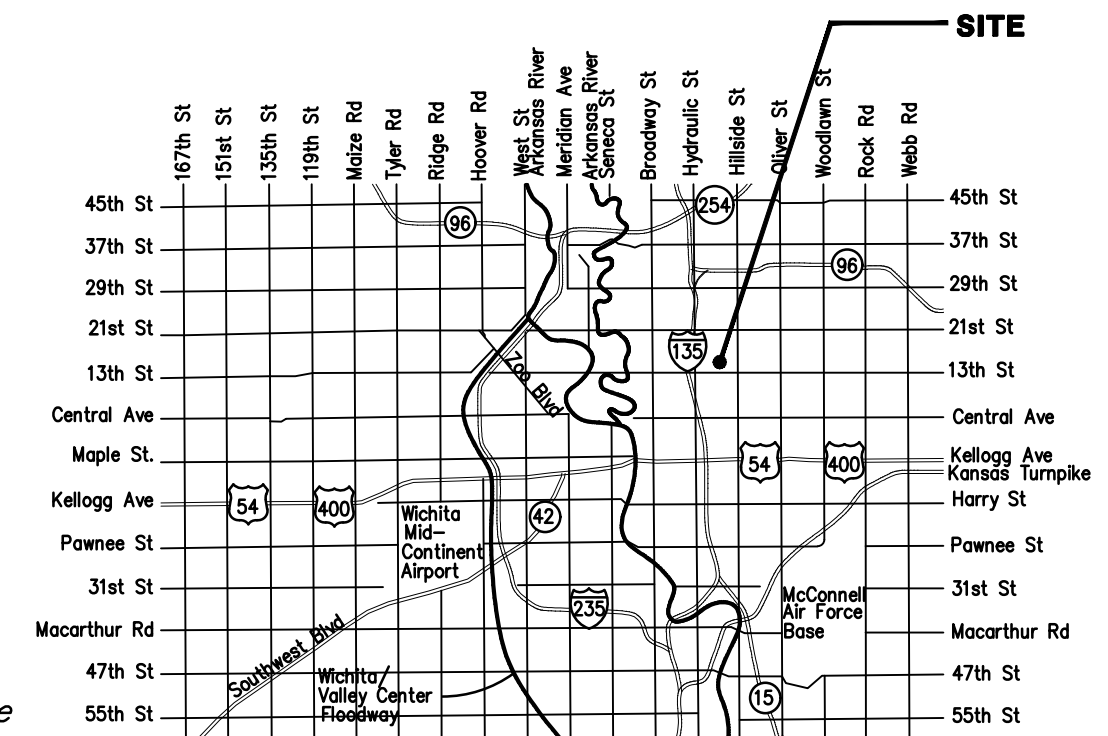 SITE
167th St
151st St
135th St
119th St
Maize Rd
Tyler Rd
Ridge Rd
Hoover Rd
West St
Arkansas River
Meridian Ave
Arkansas River
Seneca St
Broadway St
Hydraulic St
Hillside St
Oliver St
Woodlawn St
Rock Rd
Webb Rd
45th St
254
45th St
96
37th St
37th St
96
29th St
29th St
21st St
21st St
135
13th St
Zoo Blvd
13th St
Central Ave
Central Ave
Maple St.
54
400
Kellogg Ave
Kansas Turnpike
Kellogg Ave
54
400
Harry St
Wichita
Mid-
Continent
Airport
42
Pawnee St
Pawnee St
31st St
31st St
235
McConnell
Air Force
Base
Macarthur Rd
Macarthur Rd
Southwest Blvd
47th St
47th St
Wichita/
Valley Center
Floodway
15
55th St
55th St
e